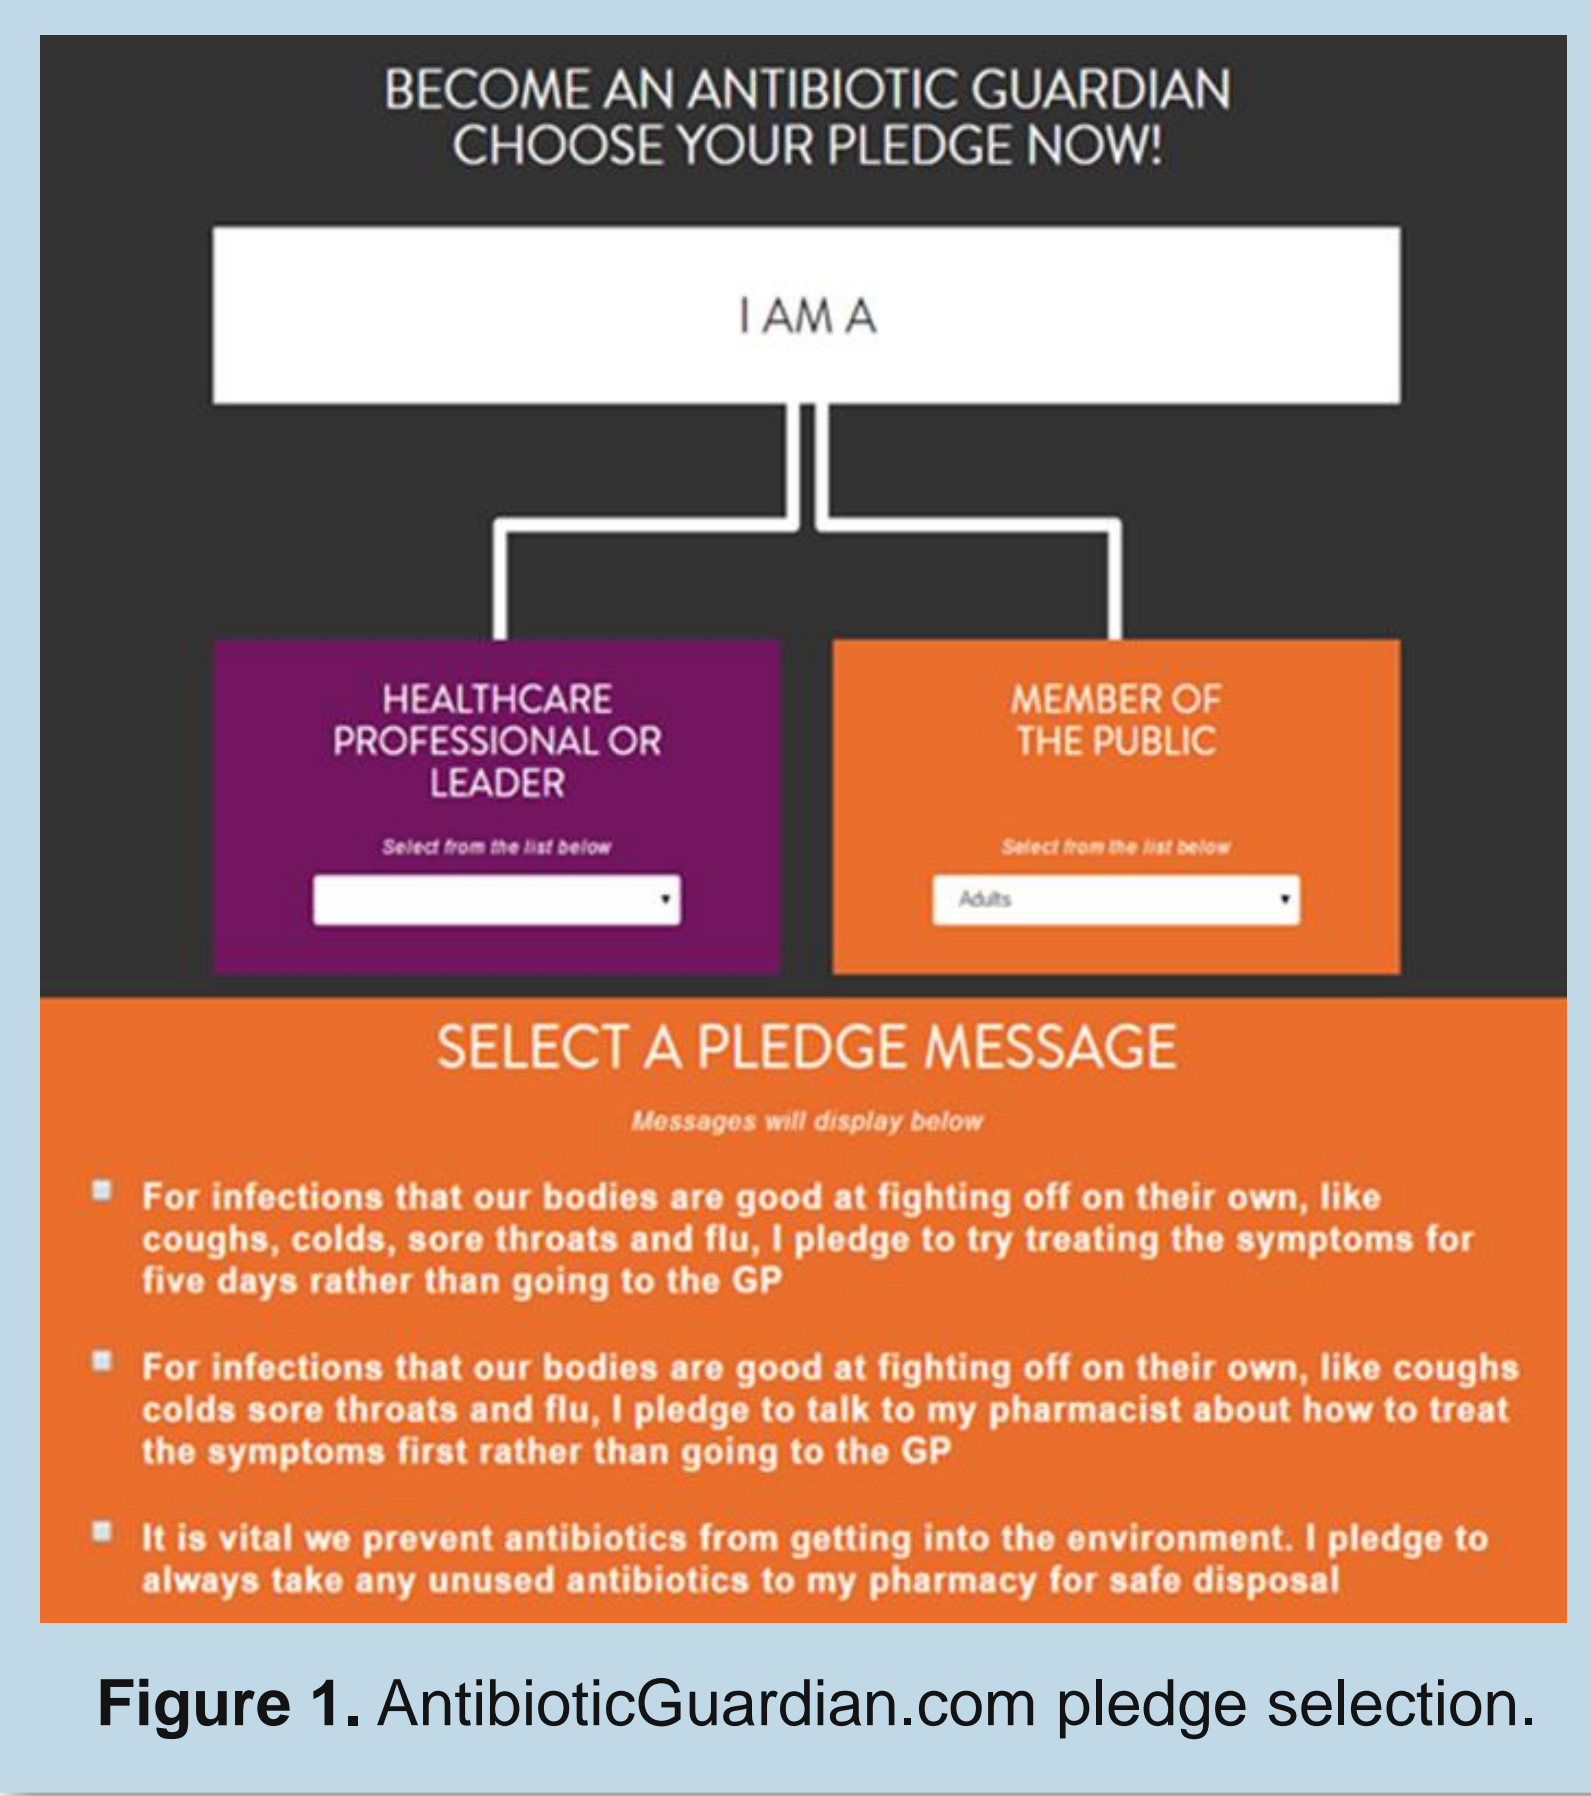 BECOME AN ANTIBIOTIC GUARDIAN
CHOOSE YOUR PLEDGE NOW!
I AM A
HEALTHCARE
PROFESSIONAL OR
LEADER
Select from the list below
MEMBER OF
THE PUBLIC
Select from the list below
Adults
SELECT A PLEDGE MESSAGE
Messages will display below
For infections that our bodies are good at fighting off on their own, like
coughs, colds, sore throats and flu, I pledge to try treating the symptoms for
five days rather than going to the GP
For infections that our bodies are good at fighting off on their own, like coughs
colds sore throats and flu, I pledge to talk to my pharmacist about how to treat
the symptoms first rather than going to the GP
It is vital we prevent antibiotics from getting into the environment. I pledge to
always take any unused antibiotics to my pharmacy for safe disposal
Figure 1. AntibioticGuardian.com pledge selection.